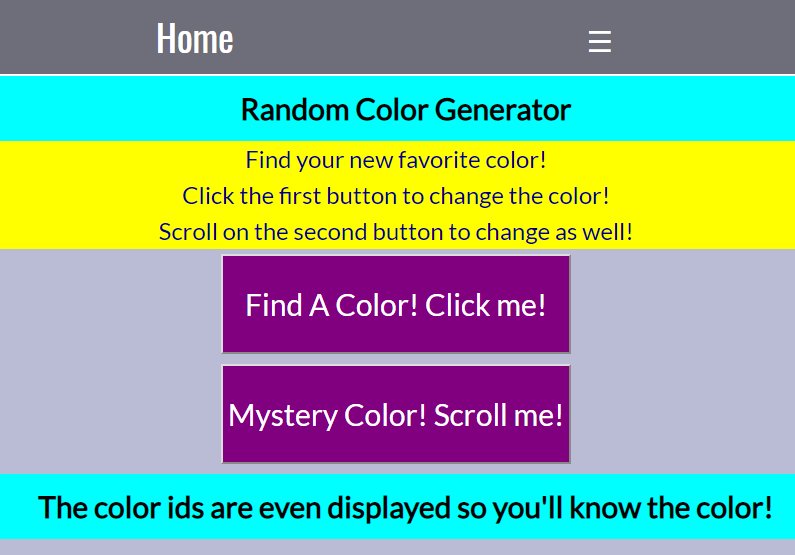 Home ☰
Random Color Generator
Find your new favorite color!
Click the first button to change the color!
Scroll on the second button to change as well!
Find A Color! Click me!
Mystery Color! Scroll me!
The color ids are even displayed so you'll know the color!